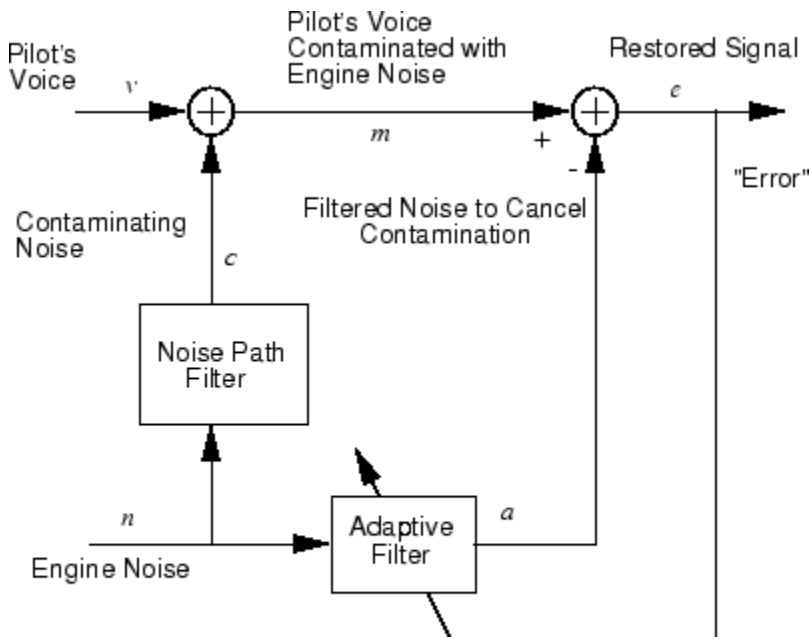 Pilot's
Voice
v
Pilot's Voice
Contaminated with
Engine Noise
Restored Signal
e
+
+
m
+
-
"Error"
Contaminating
Noise
c
Filtered Noise to Cancel
Contamination
Noise Path
Filter
n
Engine Noise
Adaptive
Filter
a